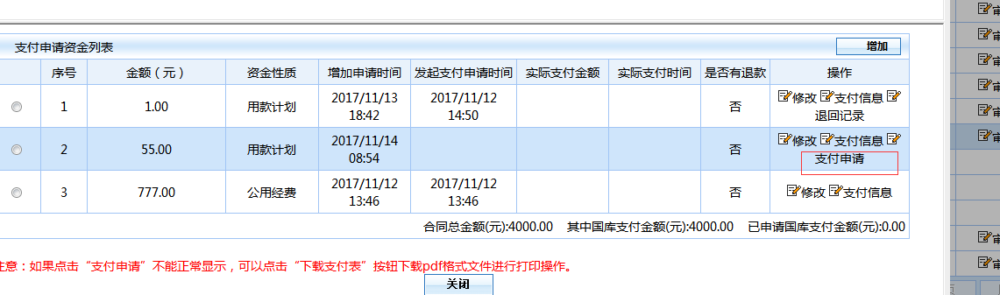 支付申请资金列表
增加
序号 金额（元） 资金性质 增加申请时间 发起支付申请时间 实际支付金额 实际支付时间 是否有退款 操作
1 1.00 用款计划 2017/11/13 18:42 2017/11/12 14:50 否 修改 支付信息 退回记录
2 55.00 用款计划 2017/11/14 08:54 否 修改 支付信息 支付申请
3 777.00 公用经费 2017/11/12 13:46 2017/11/12 13:46 否 修改 支付信息
合同总金额(元):4000.00 其中国库支付金额(元):4000.00 已申请国库支付金额(元):0.00
注意：如果点击“支付申请”不能正常显示，可以点击“下载支付表”按钮下载pdf格式文件进行打印操作。
关闭